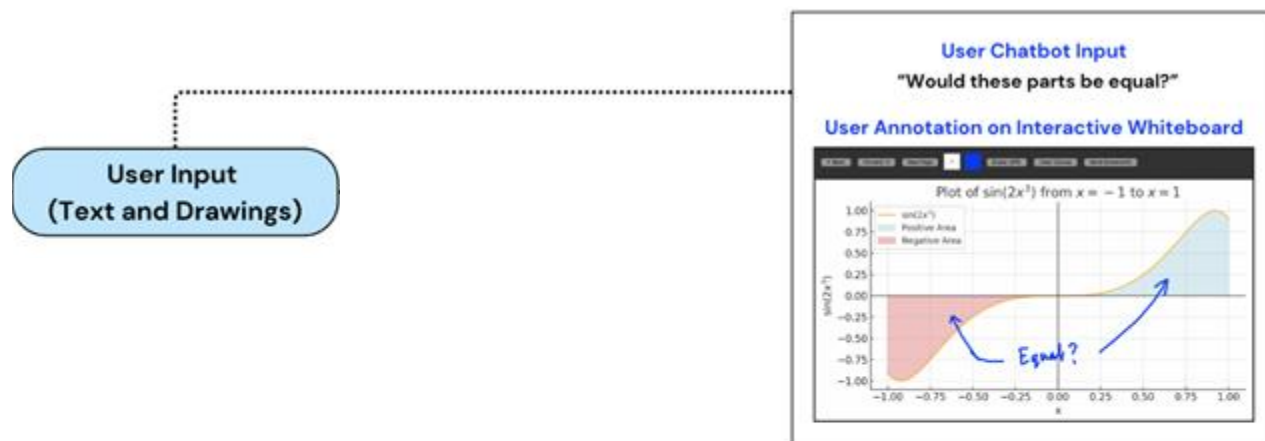 User Chatbot Input
“Would these parts be equal?”
User Annotation on Interactive Whiteboard
User Input
(Text and Drawings)
Plot of sin(2x³) from x = −1 to x = 1
sin(2x³)
Positive Area
Negative Area
1.00
0.75
0.50
0.25
0.00
−0.25
−0.50
−0.75
−1.00
sin(2x³)
Equal?
−1.00 −0.75 −0.50 −0.25 0.00 0.25 0.50 0.75 1.00
x